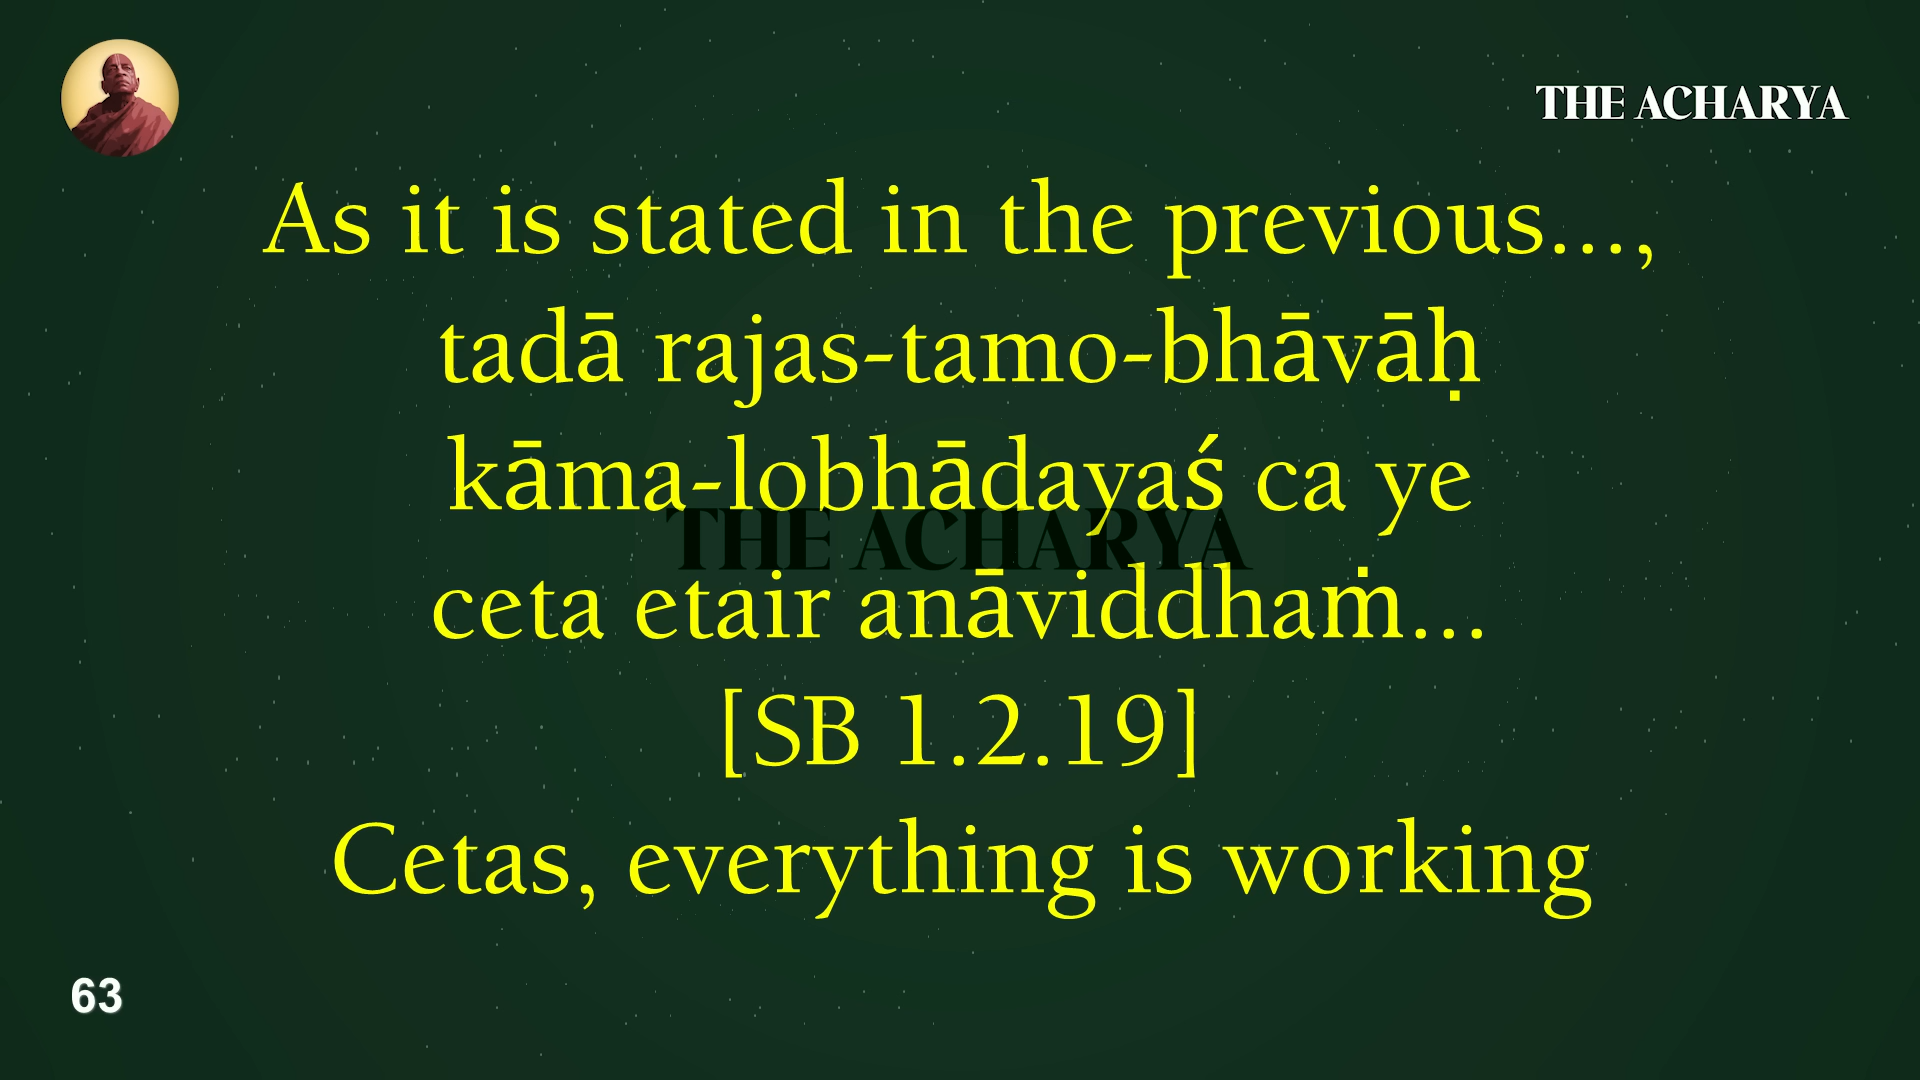 THE ACHARYA
As it is stated in the previous...,
tadā rajas-tamo-bhāvāḥ
kāma-lobhādayaś ca ye
THE ACHARYA
ceta etair anāviddhaṁ...
[SB 1.2.19]
Cetas, everything is working
63